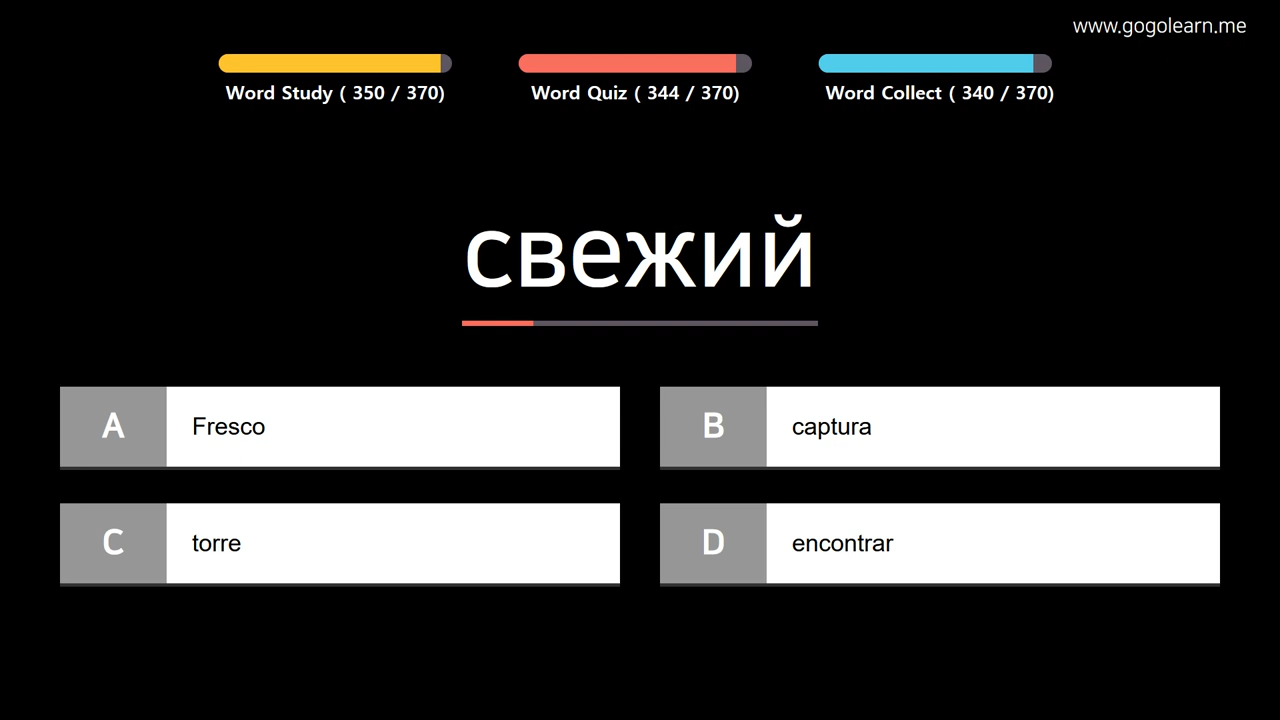 www.gogolearn.me
Word Study ( 350 / 370)
Word Quiz ( 344 / 370)
Word Collect ( 340 / 370)
свежий
A Fresco
B captura
C torre
D encontrar